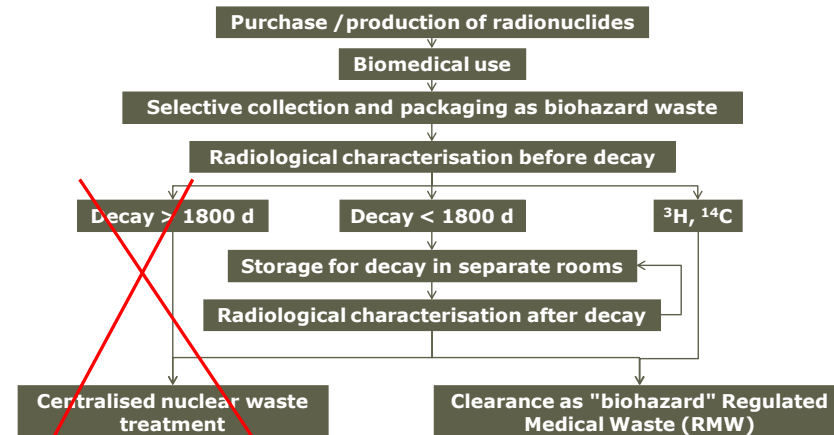 Purchase /production of radionuclides
Biomedical use
Selective collection and packaging as biohazard waste
Radiological characterisation before decay
Decay > 1800 d
Decay < 1800 d
³H, ¹⁴C
Storage for decay in separate rooms
Radiological characterisation after decay
Centralised nuclear waste
treatment
Clearance as "biohazard" Regulated
Medical Waste (RMW)